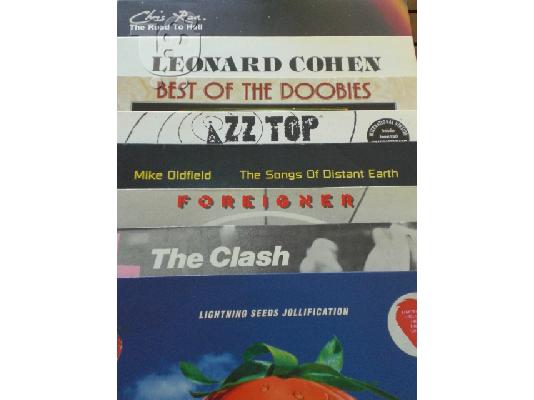 Chris Rea.
The Road To Hell
LEONARD COHEN
BEST OF THE DOOBIES
ZZ TOP
Mike Oldfield The Songs Of Distant Earth
FOREIGNER
The Clash
LIGHTNING SEEDS JOLLIFICATION